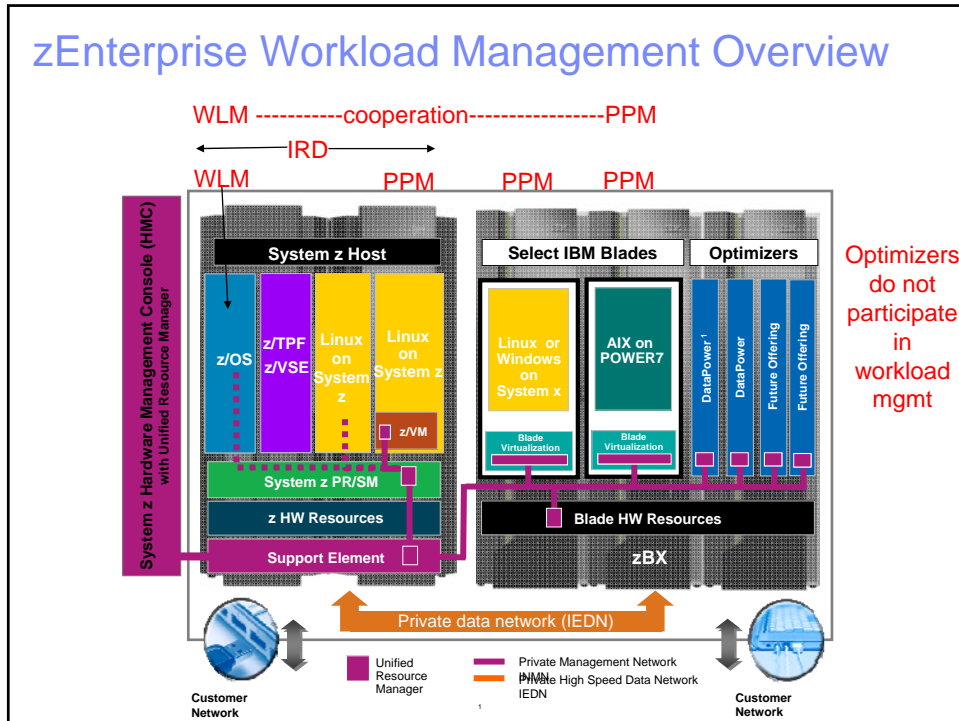 zEnterprise Workload Management Overview
WLM -----------cooperation-----------------PPM
IRD
WLM
PPM
PPM
PPM
System z Hardware Management Console (HMC)
with Unified Resource Manager
System z Host
Select IBM Blades
Optimizers
z/OS
z/TPF
z/VSE
Linux
on
System
z
Linux
on
System z
z/VM
Linux or
Windows
on
System x
AIX on
POWER7
Blade
Virtualization
Blade
Virtualization
DataPower 1
DataPower
Future Offering
Future Offering
Optimizers
do not
participate
in
workload
mgmt
System z PR/SM
z HW Resources
Support Element
Blade HW Resources
zBX
Private data network (IEDN)
Customer
Network
Unified
Resource
Manager
Private Management Network
INMN
Private High Speed Data Network
IEDN
Customer
Network
1